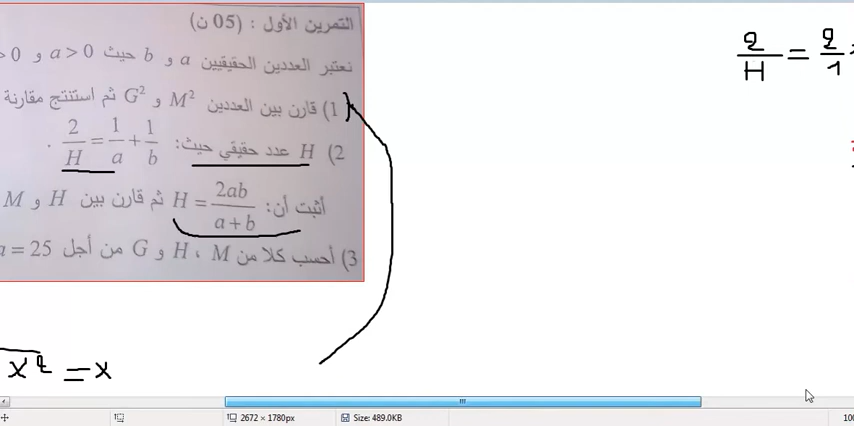 التمرين الأول : (05 ن)
نعتبر العددين الحقيقيين a و b حيث a > 0 و > 0
1) قارن بين العددين M² و G² ثم استنتج مقارنة
2) H عدد حقيقي حيث: 2/H = 1/a + 1/b .
أثبت أن: H = 2ab/(a+b) ثم قارن بين H و M
3) أحسب كلا من H ، M و G من أجل a = 25
2/H = 2/1
x² = x
2672 × 1780px
Size: 489.0KB
100